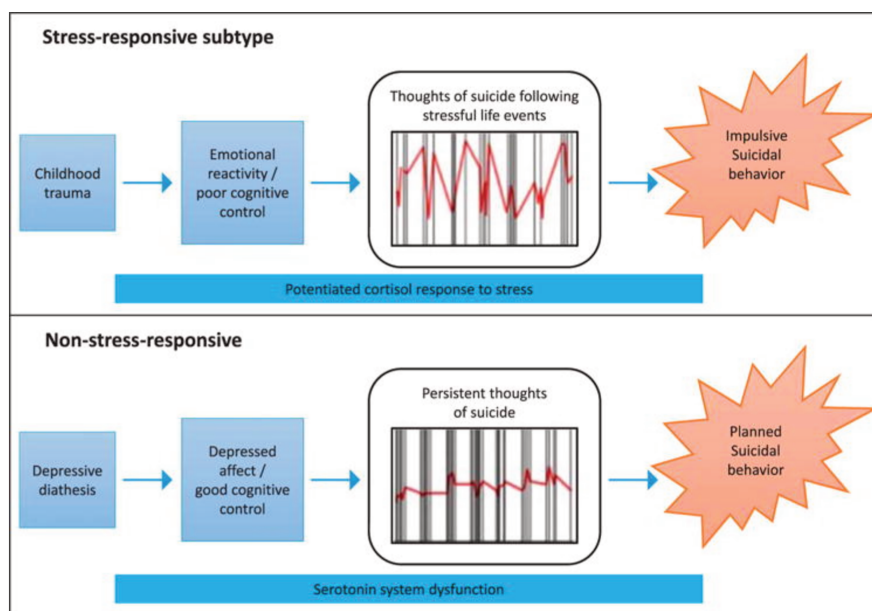 Stress-responsive subtype
Childhood
trauma
Emotional
reactivity /
poor cognitive
control
Thoughts of suicide following
stressful life events
Impulsive
Suicidal
behavior
Potentiated cortisol response to stress
Non-stress-responsive
Depressive
diathesis
Depressed
affect /
good cognitive
control
Persistent thoughts
of suicide
Planned
Suicidal
behavior
Serotonin system dysfunction